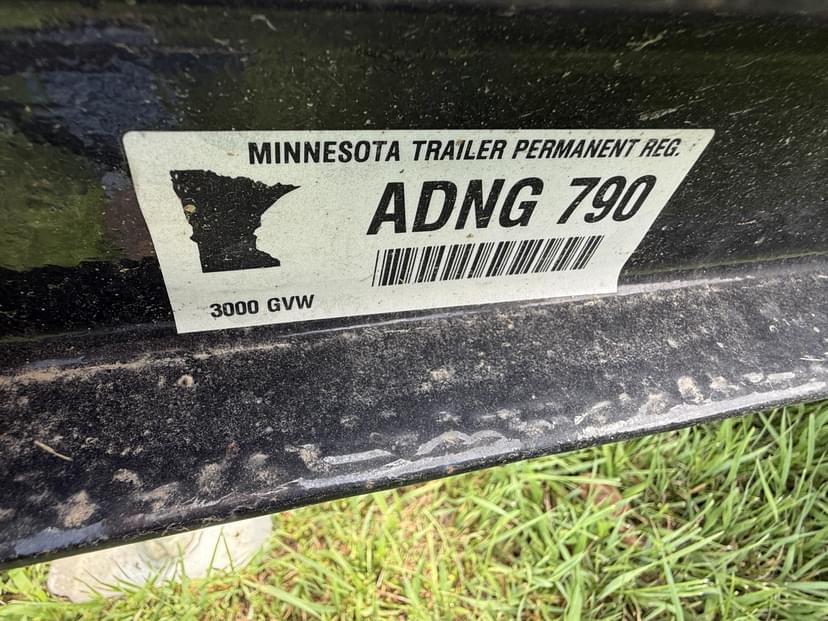 MINNESOTA TRAILER PERMANENT REG.
ADNG 790
3000 GVW